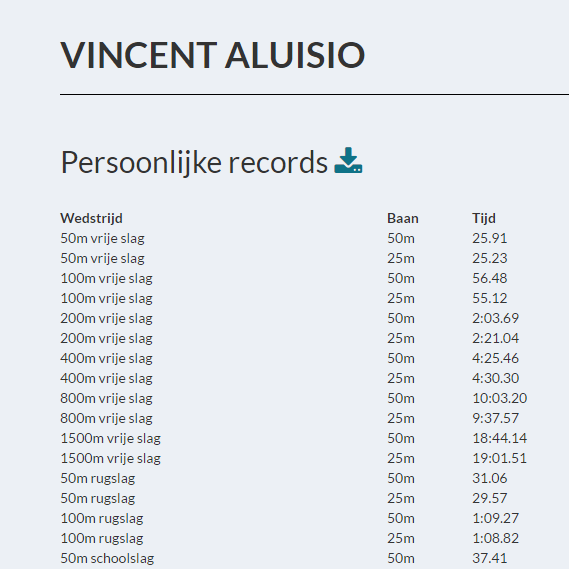 VINCENT ALUISIO
Persoonlijke records
Wedstrijd Baan Tijd
50m vrije slag 50m 25.91
50m vrije slag 25m 25.23
100m vrije slag 50m 56.48
100m vrije slag 25m 55.12
200m vrije slag 50m 2:03.69
200m vrije slag 25m 2:21.04
400m vrije slag 50m 4:25.46
400m vrije slag 25m 4:30.30
800m vrije slag 50m 10:03.20
800m vrije slag 25m 9:37.57
1500m vrije slag 50m 18:44.14
1500m vrije slag 25m 19:01.51
50m rugslag 50m 31.06
50m rugslag 25m 29.57
100m rugslag 50m 1:09.27
100m rugslag 25m 1:08.82
50m schoolslag 50m 37.41